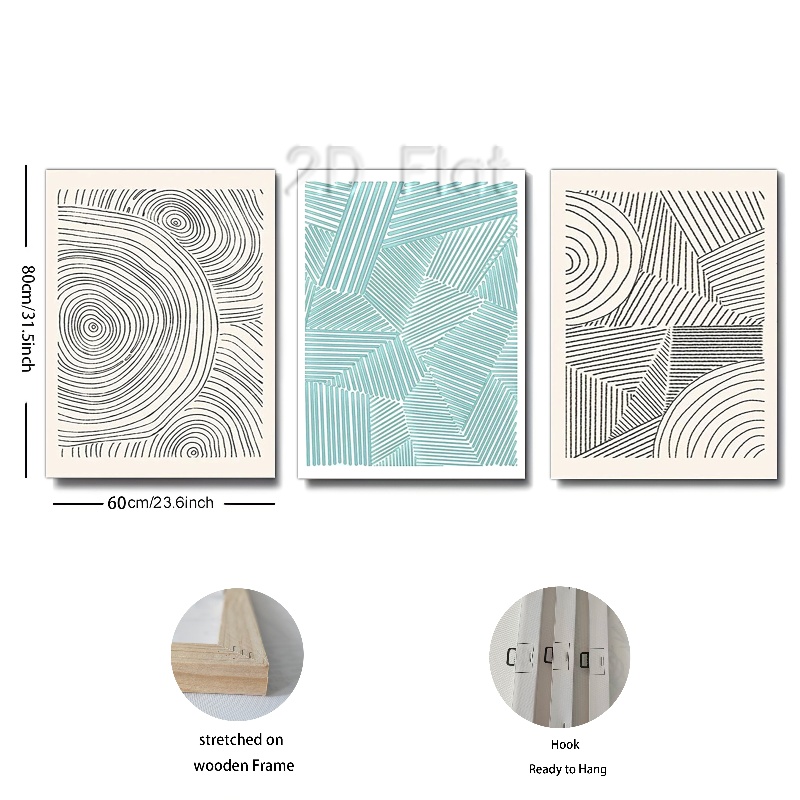 2D Flat
80cm/31.5inch
60cm/23.6inch
stretched on
wooden Frame
Hook
Ready to Hang